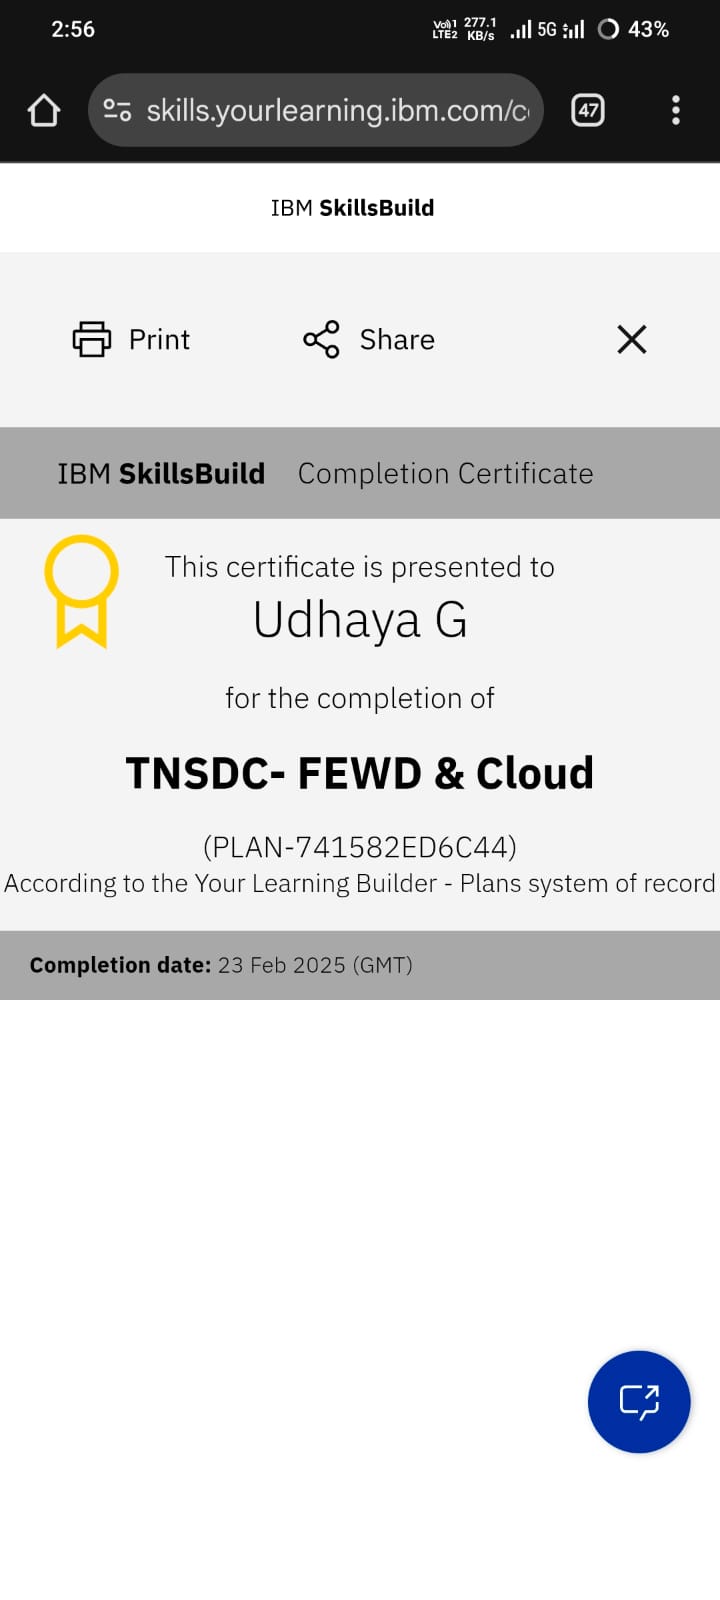 2:56 Vo))1 LTE2 277.1 KB/s 5G 43%
skills.yourlearning.ibm.com/c 47
IBM SkillsBuild
Print Share
IBM SkillsBuild Completion Certificate
This certificate is presented to
Udhaya G
for the completion of
TNSDC- FEWD & Cloud
(PLAN-741582ED6C44)
According to the Your Learning Builder - Plans system of record
Completion date: 23 Feb 2025 (GMT)